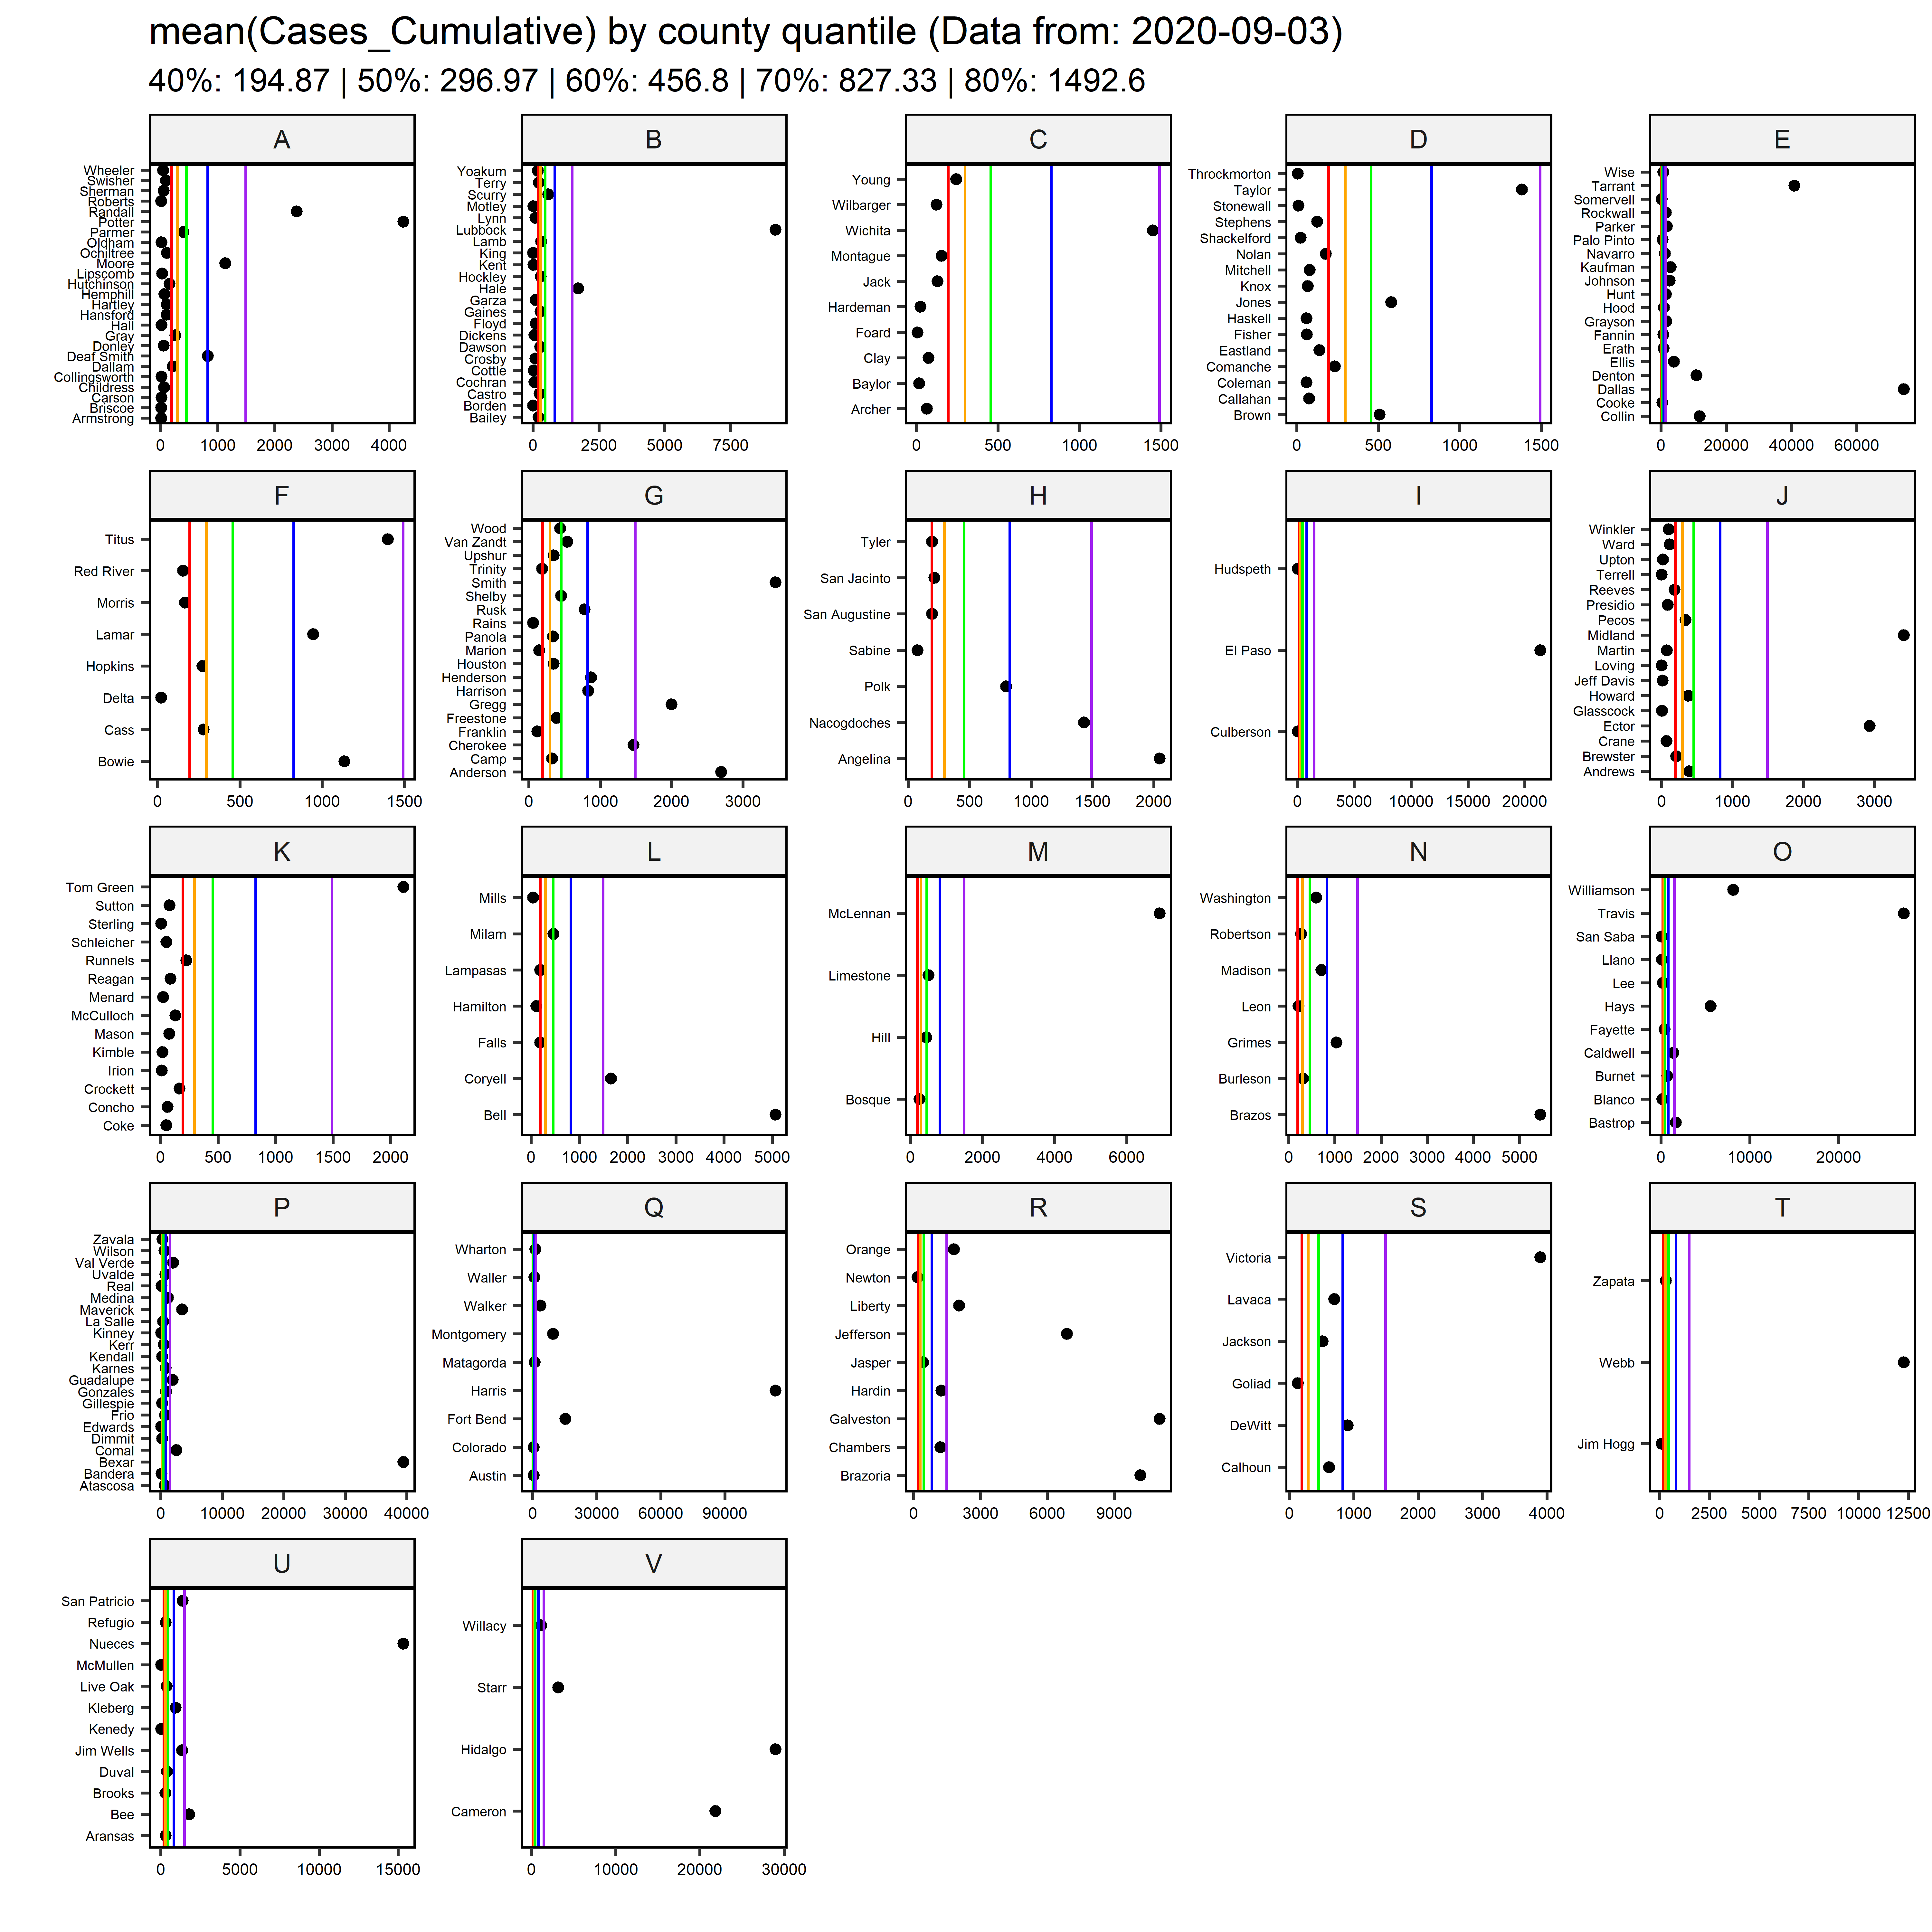 mean(Cases_Cumulative) by county quantile (Data from: 2020-09-03)
40%: 194.87 | 50%: 296.97 | 60%: 456.8 | 70%: 827.33 | 80%: 1492.6
A
Wheeler
Swisher
Sherman
Roberts
Randall
Potter
Parmer
Oldham
Ochiltree
Moore
Lipscomb
Hutchinson
Hemphill
Hartley
Hansford
Hall
Gray
Donley
Deaf Smith
Dallam
Collingsworth
Childress
Carson
Briscoe
Armstrong
0 1000 2000 3000 4000
B
Yoakum
Terry
Scurry
Motley
Lynn
Lubbock
Lamb
King
Kent
Hockley
Hale
Garza
Gaines
Floyd
Dickens
Dawson
Crosby
Cottle
Cochran
Castro
Borden
Bailey
0 2500 5000 7500
C
Young
Wilbarger
Wichita
Montague
Jack
Hardeman
Foard
Clay
Baylor
Archer
0 500 1000 1500
D
Throckmorton
Taylor
Stonewall
Stephens
Shackelford
Nolan
Mitchell
Knox
Jones
Haskell
Fisher
Eastland
Comanche
Coleman
Callahan
Brown
0 500 1000 1500
E
Wise
Tarrant
Somervell
Rockwall
Parker
Palo Pinto
Navarro
Kaufman
Johnson
Hunt
Hood
Grayson
Fannin
Erath
Ellis
Denton
Dallas
Cooke
Collin
0 20000 40000 60000
F
Titus
Red River
Morris
Lamar
Hopkins
Delta
Cass
Bowie
0 500 1000 1500
G
Wood
Van Zandt
Upshur
Trinity
Smith
Shelby
Rusk
Rains
Panola
Marion
Houston
Henderson
Harrison
Gregg
Freestone
Franklin
Cherokee
Camp
Anderson
0 1000 2000 3000
H
Tyler
San Jacinto
San Augustine
Sabine
Polk
Nacogdoches
Angelina
0 500 1000 1500 2000
I
Hudspeth
El Paso
Culberson
0 5000 10000 15000 20000
J
Winkler
Ward
Upton
Terrell
Reeves
Presidio
Pecos
Midland
Martin
Loving
Jeff Davis
Howard
Glasscock
Ector
Crane
Brewster
Andrews
0 1000 2000 3000
K
Tom Green
Sutton
Sterling
Schleicher
Runnels
Reagan
Menard
McCulloch
Mason
Kimble
Irion
Crockett
Concho
Coke
0 500 1000 1500 2000
L
Mills
Milam
Lampasas
Hamilton
Falls
Coryell
Bell
0 1000 2000 3000 4000 5000
M
McLennan
Limestone
Hill
Bosque
0 2000 4000 6000
N
Washington
Robertson
Madison
Leon
Grimes
Burleson
Brazos
0 1000 2000 3000 4000 5000
O
Williamson
Travis
San Saba
Llano
Lee
Hays
Fayette
Caldwell
Burnet
Blanco
Bastrop
0 10000 20000
P
Zavala
Wilson
Val Verde
Uvalde
Real
Medina
Maverick
La Salle
Kinney
Kerr
Kendall
Karnes
Guadalupe
Gonzales
Gillespie
Frio
Edwards
Dimmit
Comal
Bexar
Bandera
Atascosa
0 10000 20000 30000 40000
Q
Wharton
Waller
Walker
Montgomery
Matagorda
Harris
Fort Bend
Colorado
Austin
0 30000 60000 90000
R
Orange
Newton
Liberty
Jefferson
Jasper
Hardin
Galveston
Chambers
Brazoria
0 3000 6000 9000
S
Victoria
Lavaca
Jackson
Goliad
DeWitt
Calhoun
0 1000 2000 3000 4000
T
Zapata
Webb
Jim Hogg
0 2500 5000 7500 10000 12500
U
San Patricio
Refugio
Nueces
McMullen
Live Oak
Kleberg
Kenedy
Jim Wells
Duval
Brooks
Bee
Aransas
0 5000 10000 15000
V
Willacy
Starr
Hidalgo
Cameron
0 10000 20000 30000